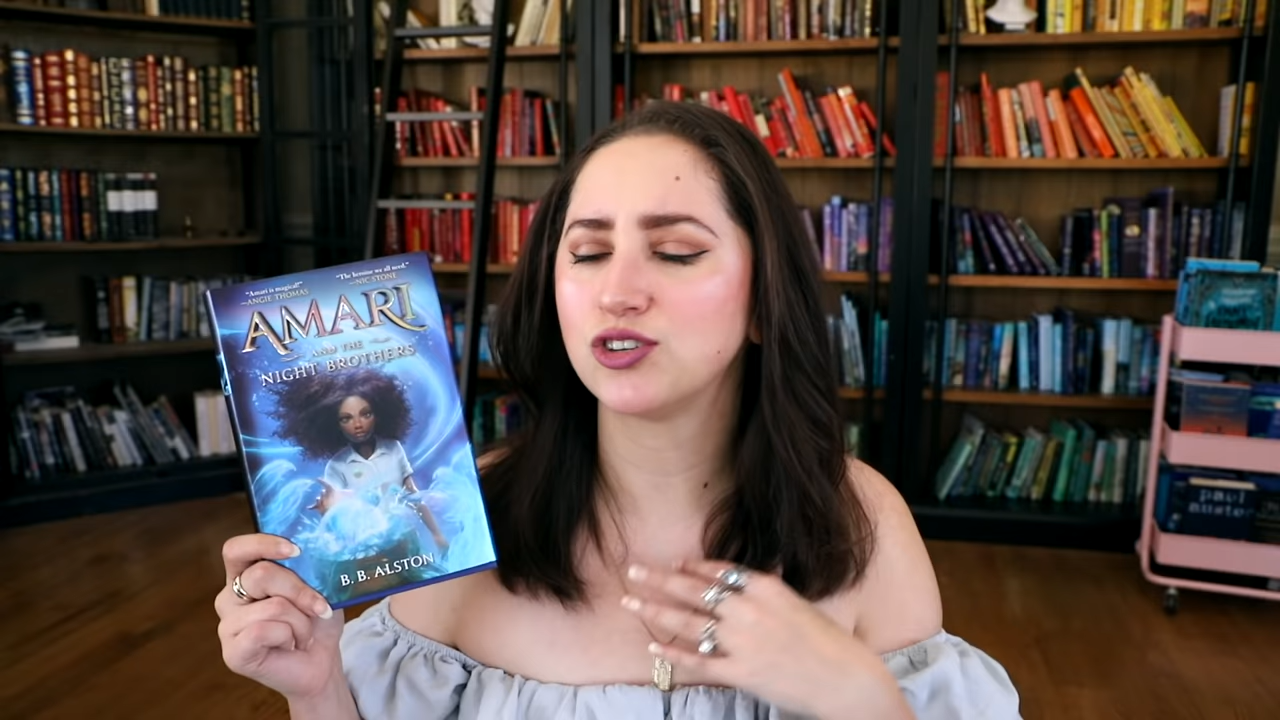 "Amari is magical!"
—ANGIE THOMAS
"The heroine we all need."
—NIC STONE
AMARI
AND THE
NIGHT BROTHERS
B. B. ALSTON
paul
auster